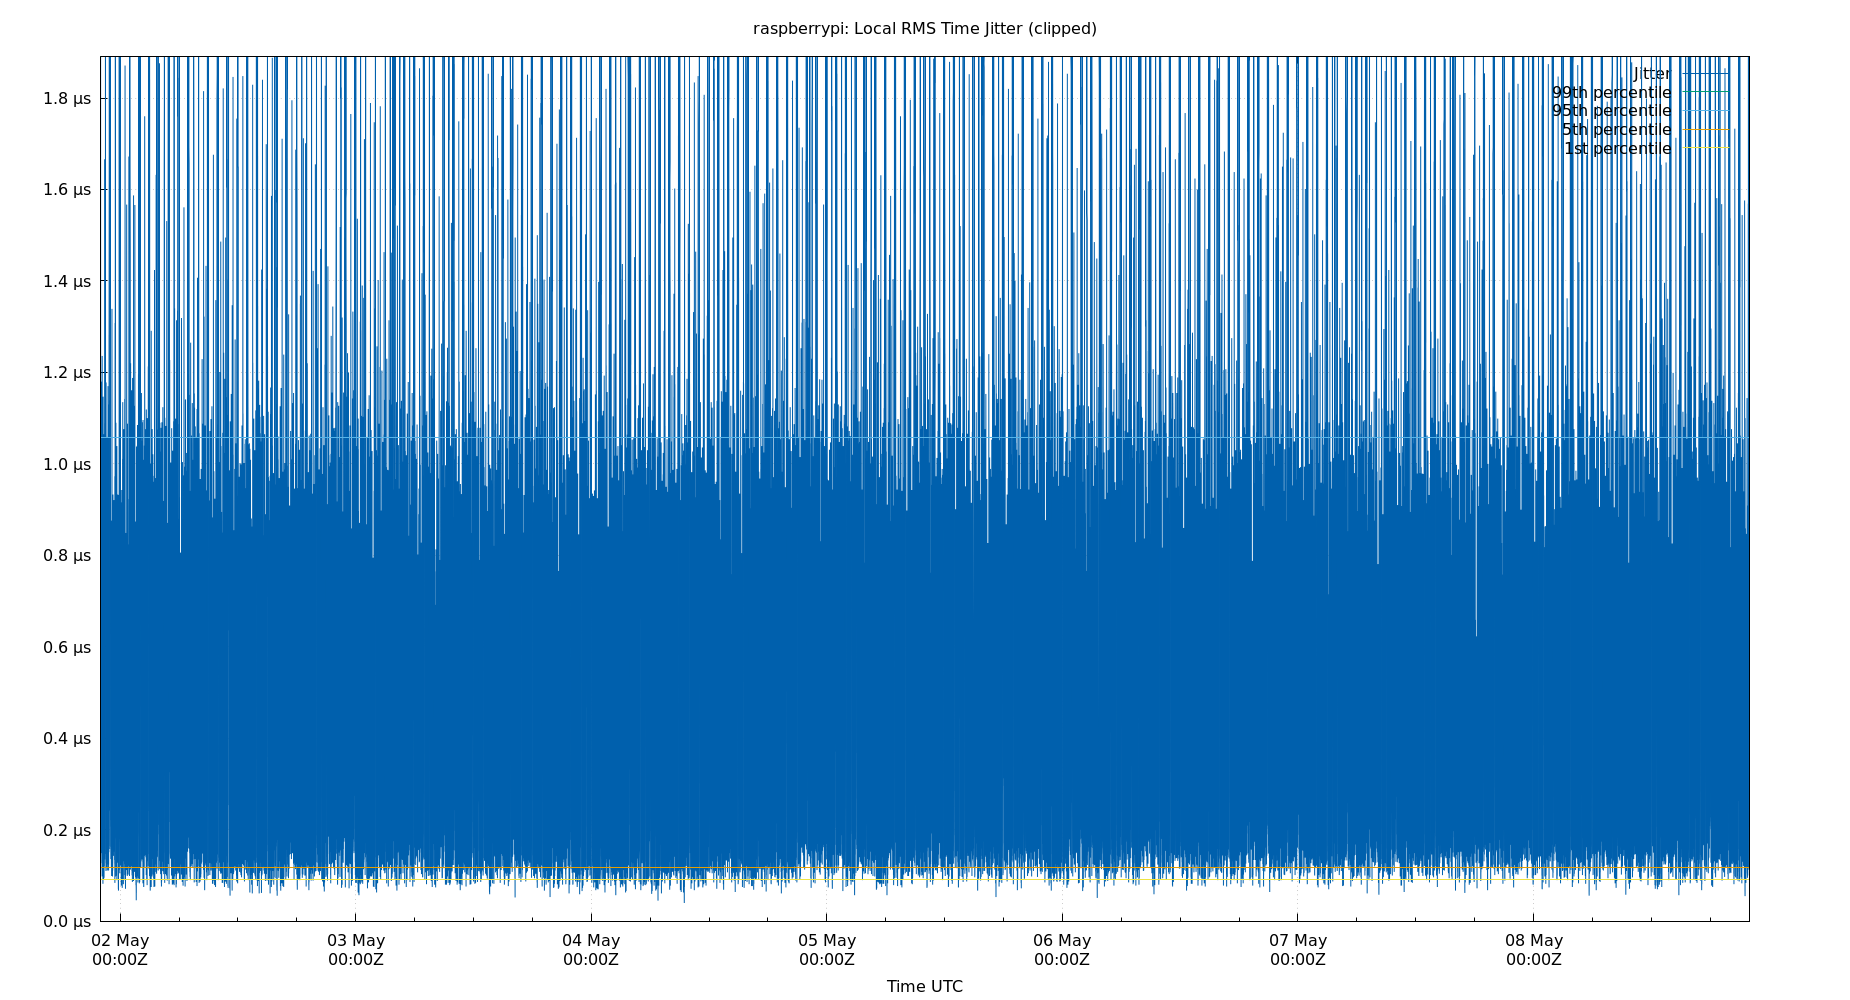 raspberrypi: Local RMS Time Jitter (clipped)
Jitter
99th percentile
95th percentile
5th percentile
1st percentile
1.8 µs
1.6 µs
1.4 µs
1.2 µs
1.0 µs
0.8 µs
0.6 µs
0.4 µs
0.2 µs
0.0 µs
02 May 03 May 04 May 05 May 06 May 07 May 08 May
00:00Z 00:00Z 00:00Z 00:00Z 00:00Z 00:00Z 00:00Z
Time UTC